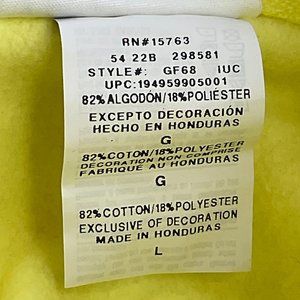 RN#15763
54 22B 298581
STYLE#: GF68 IUC
UPC:194959905001
82%ALGODÓN/18%POLIÉSTER
EXCEPTO DECORACIÓN
HECHO EN HONDURAS
G
82%COTON/18%POLYESTER
DECORATION NON COMPRISE
FABRIQUÉ AU HONDURAS
G
82%COTTON/18%POLYESTER
EXCLUSIVE OF DECORATION
MADE IN HONDURAS
L